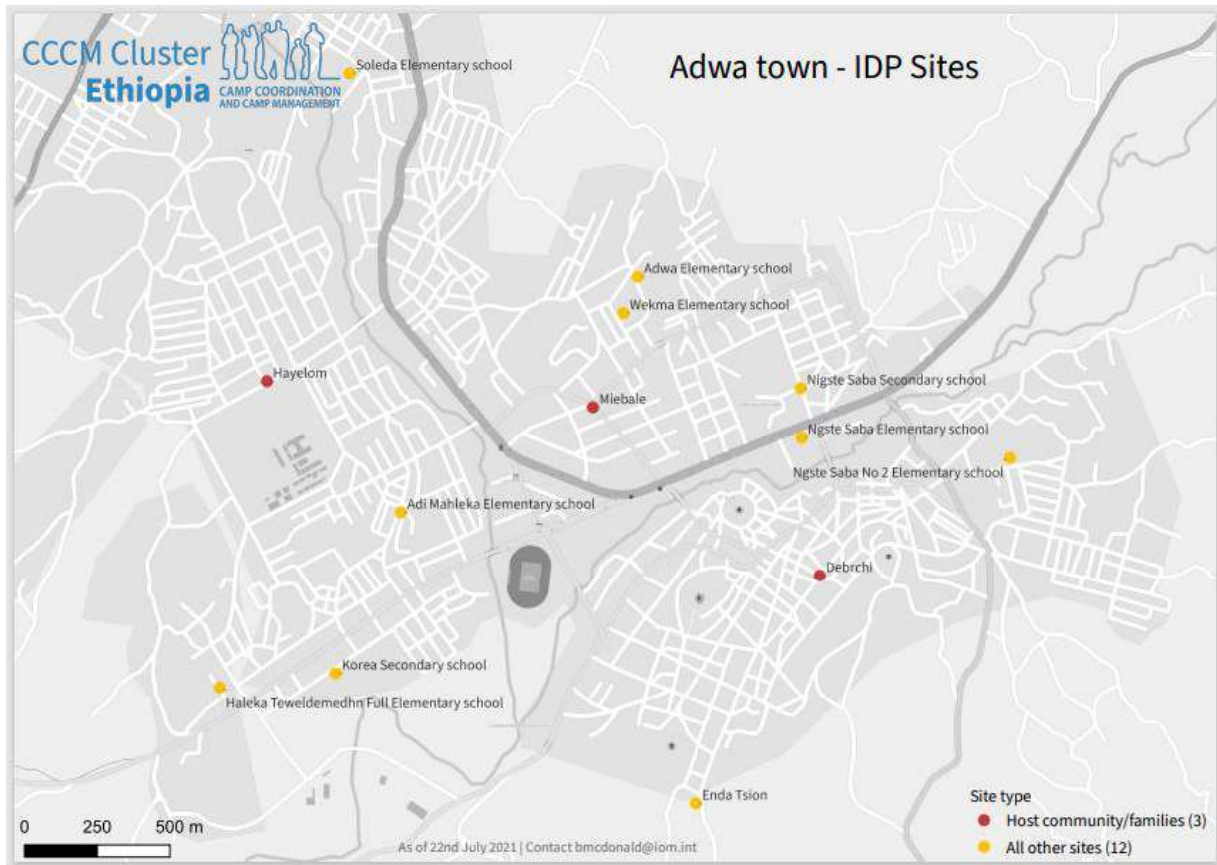 CCCM Cluster
Ethiopia
CAMP COORDINATION
AND CAMP MANAGEMENT
Adwa town - IDP Sites
Soleda Elementary school
Adwa Elementary school
Wekma Elementary school
Hayelom
Nigste Saba Secondary school
Miebale
Ngste Saba Elementary school
Ngste Saba No 2 Elementary school
Adi Mahleka Elementary school
Debrchi
Korea Secondary school
Haleka Teweldemedhn Full Elementary school
Enda Tsion
Site type
Host community/families (3)
All other sites (12)
0 250 500 m
As of 22nd July 2021 | Contact bmcdonald@iom.int